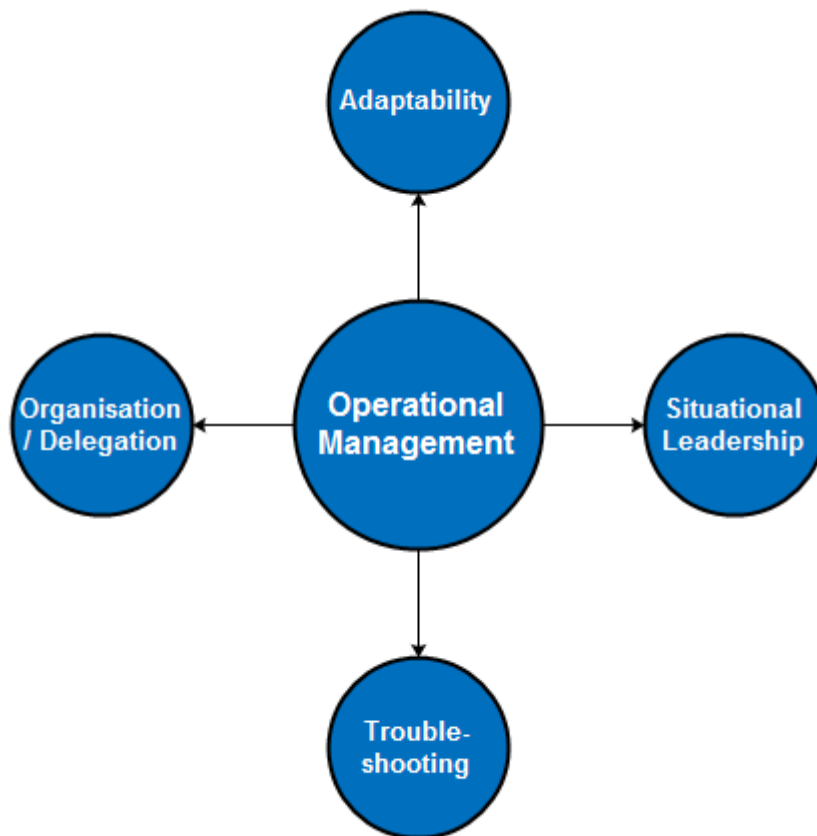 Adaptability
Organisation
/ Delegation
Operational
Management
Situational
Leadership
Trouble-
shooting